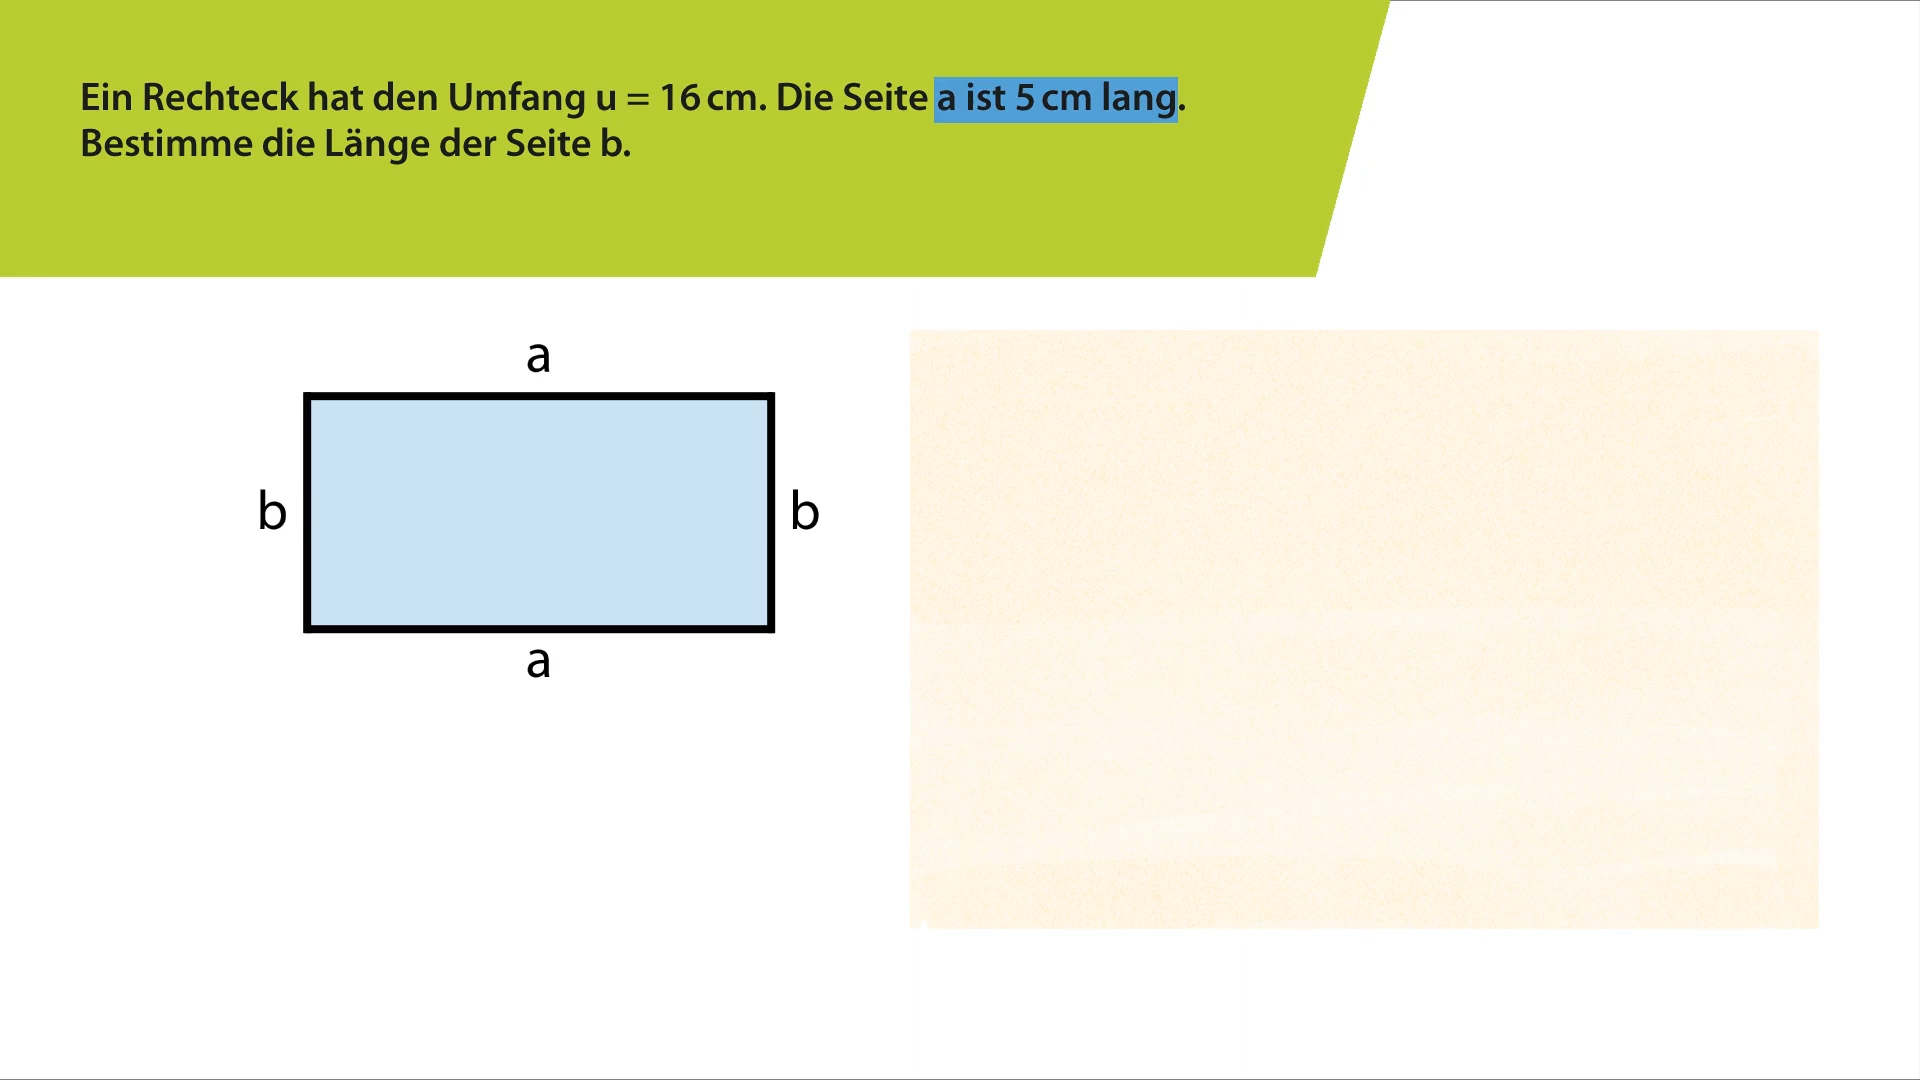 Ein Rechteck hat den Umfang u = 16 cm. Die Seite a ist 5 cm lang.
Bestimme die Länge der Seite b.
a
b
b
a